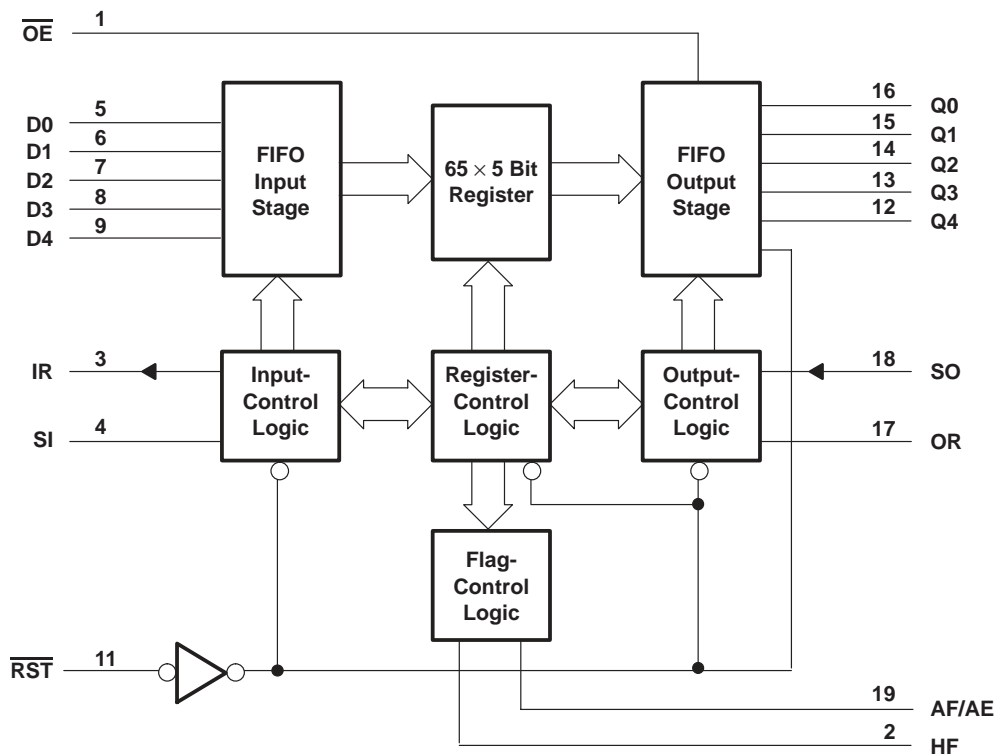 OE 1
D0 5
D1 6
D2 7
D3 8
D4 9
FIFO
Input
Stage
65 × 5 Bit
Register
FIFO
Output
Stage
16 Q0
15 Q1
14 Q2
13 Q3
12 Q4
IR 3
SI 4
Input-
Control
Logic
Register-
Control
Logic
Output-
Control
Logic
18 SO
17 OR
Flag-
Control
Logic
RST 11
19 AF/AE
2 HF